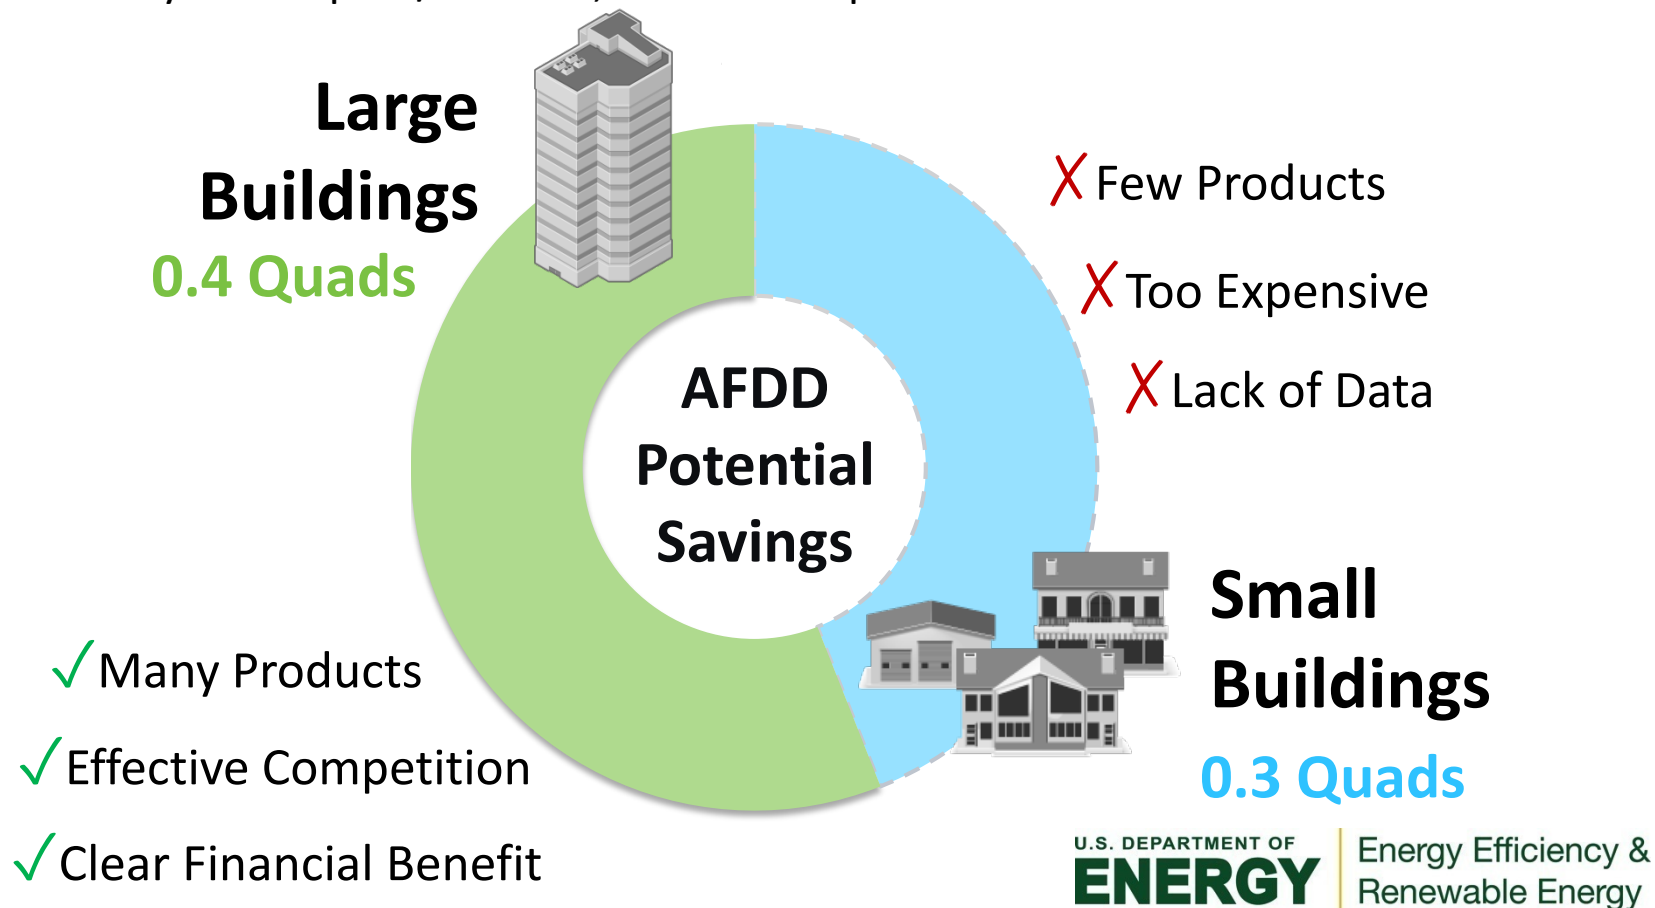 Large
Buildings
0.4 Quads
✗ Few Products
✗ Too Expensive
✗ Lack of Data
AFDD
Potential
Savings
Small
Buildings
0.3 Quads
✓ Many Products
✓ Effective Competition
✓ Clear Financial Benefit
U.S. DEPARTMENT OF
ENERGY
Energy Efficiency &
Renewable Energy